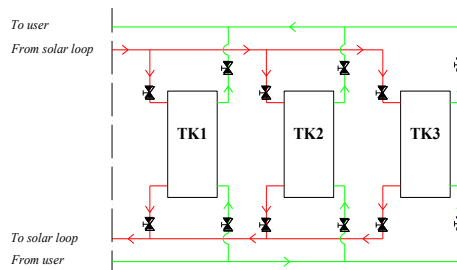 To user
From solar loop
TK1 TK2 TK3
To solar loop
From user